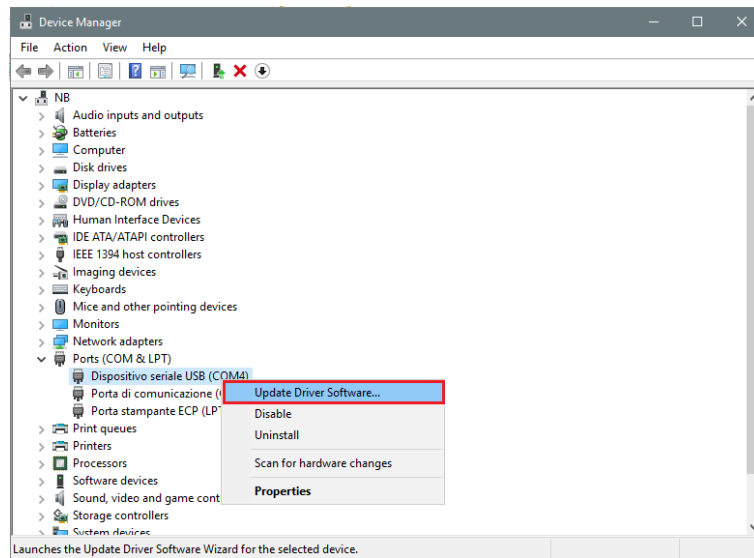 Device Manager
File Action View Help
NB
Audio inputs and outputs
Batteries
Computer
Disk drives
Display adapters
DVD/CD-ROM drives
Human Interface Devices
IDE ATA/ATAPI controllers
IEEE 1394 host controllers
Imaging devices
Keyboards
Mice and other pointing devices
Monitors
Network adapters
Ports (COM & LPT)
Dispositivo seriale USB (COM4)
Porta di comunicazione (
Porta stampante ECP (LPT
Print queues
Printers
Processors
Software devices
Sound, video and game cont
Storage controllers
System devices
Update Driver Software...
Disable
Uninstall
Scan for hardware changes
Properties
Launches the Update Driver Software Wizard for the selected device.